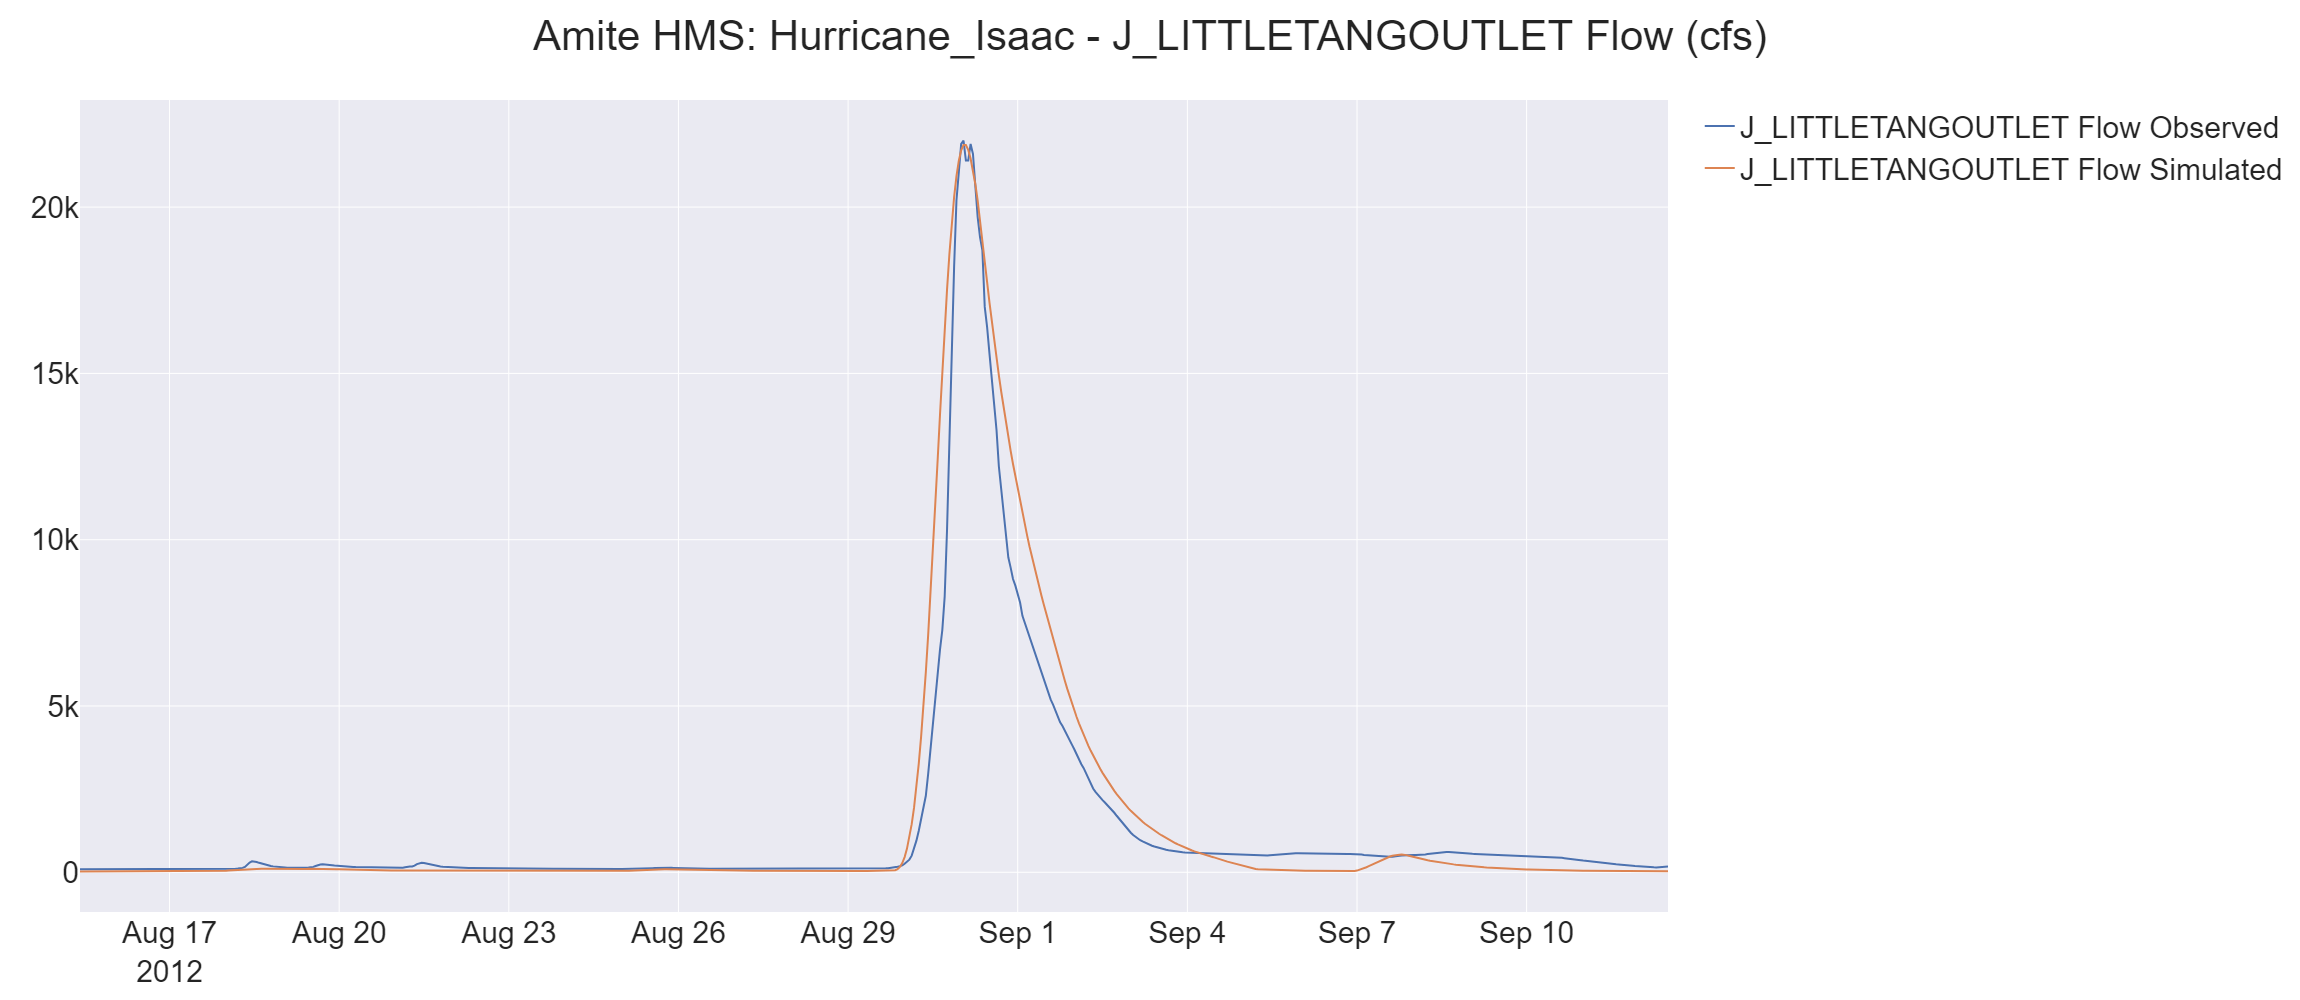 Amite HMS: Hurricane_Isaac - J_LITTLETANGOUTLET Flow (cfs)
J_LITTLETANGOUTLET Flow Observed
J_LITTLETANGOUTLET Flow Simulated
20k
15k
10k
5k
0
Aug 17 Aug 20 Aug 23 Aug 26 Aug 29 Sep 1 Sep 4 Sep 7 Sep 10
2012